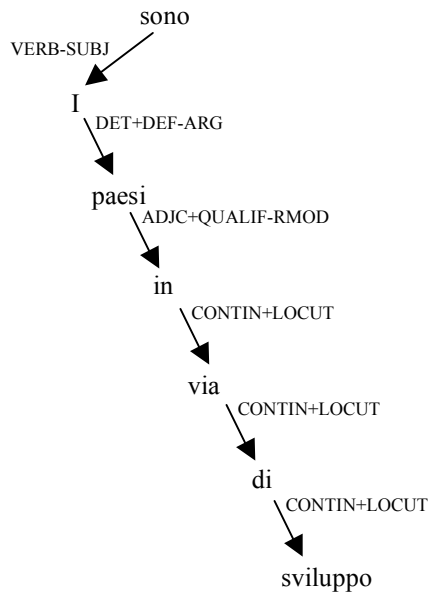 sono
VERB-SUBJ
I
DET+DEF-ARG
paesi
ADJC+QUALIF-RMOD
in
CONTIN+LOCUT
via
CONTIN+LOCUT
di
CONTIN+LOCUT
sviluppo